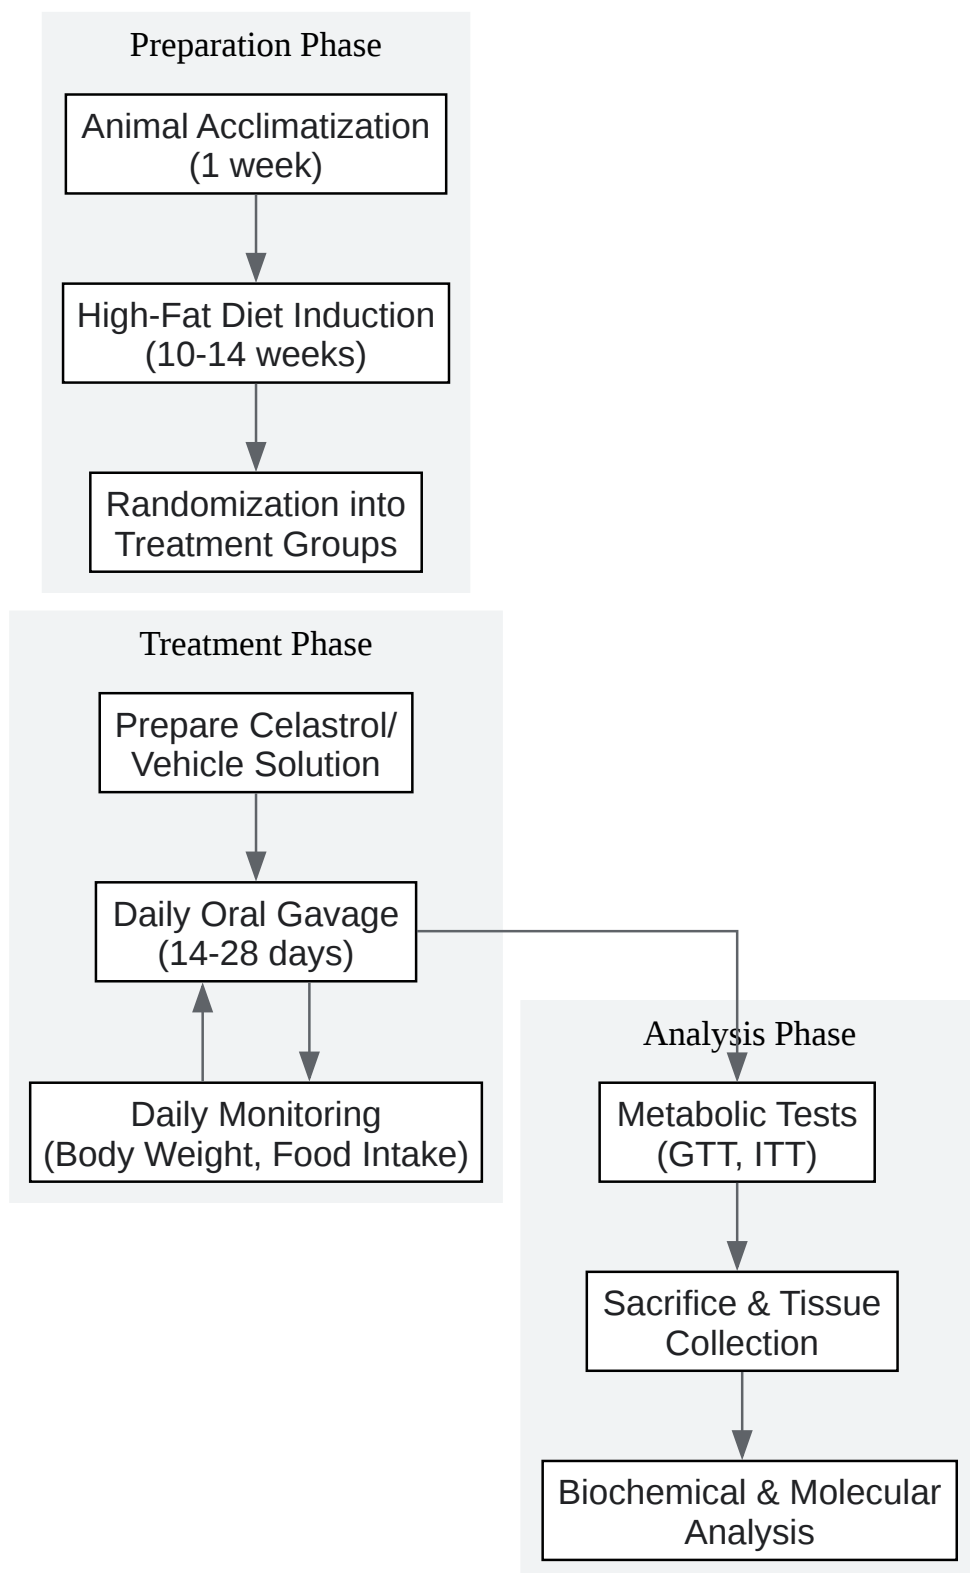 Preparation Phase
Animal Acclimatization
(1 week)
High-Fat Diet Induction
(10-14 weeks)
Randomization into
Treatment Groups
Treatment Phase
Prepare Celastrol/
Vehicle Solution
Daily Oral Gavage
(14-28 days)
Daily Monitoring
(Body Weight, Food Intake)
Analysis Phase
Metabolic Tests
(GTT, ITT)
Sacrifice & Tissue
Collection
Biochemical & Molecular
Analysis